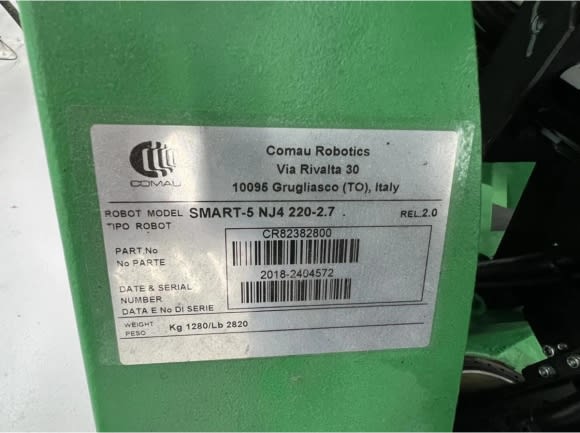 COMAU
Comau Robotics
Via Rivalta 30
10095 Grugliasco (TO), Italy
ROBOT MODEL SMART-5 NJ4 220-2.7 . REL.2.0
TIPO ROBOT
CR82382800
PART.No
No PARTE
2018-2404572
DATE & SERIAL
NUMBER
DATA E No DI SERIE
WEIGHT
PESO
Kg 1280/Lb 2820